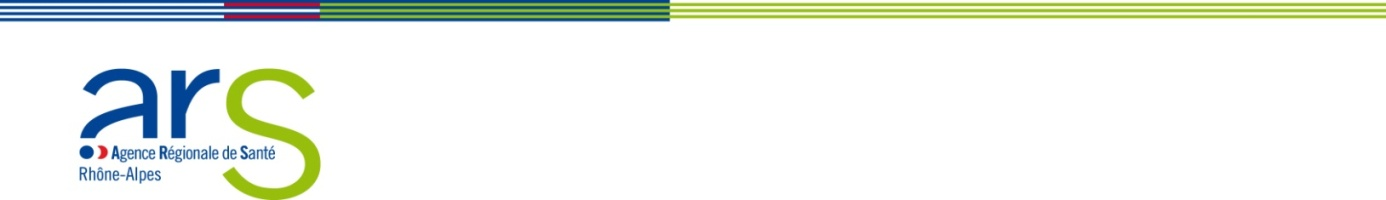 ars
Agence Régionale de Santé
Rhône-Alpes